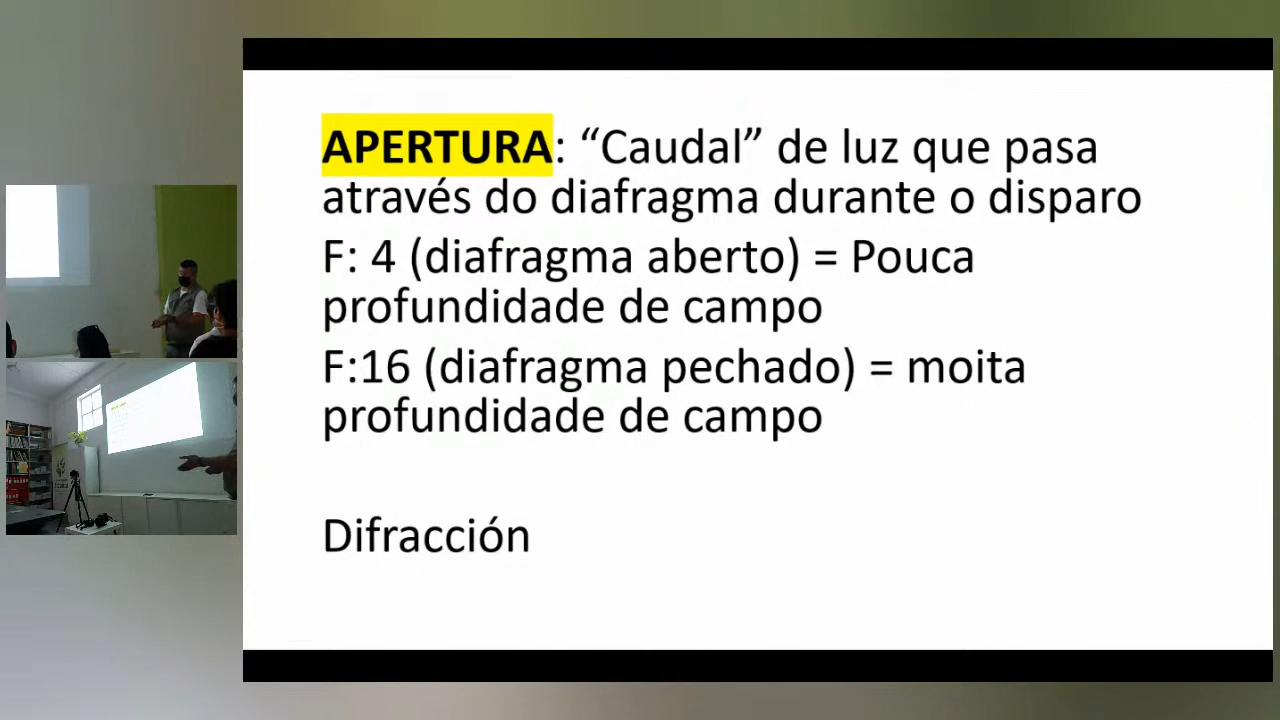 APERTURA: “Caudal” de luz que pasa
através do diafragma durante o disparo
F: 4 (diafragma aberto) = Pouca
profundidade de campo
F:16 (diafragma pechado) = moita
profundidade de campo
Difracción